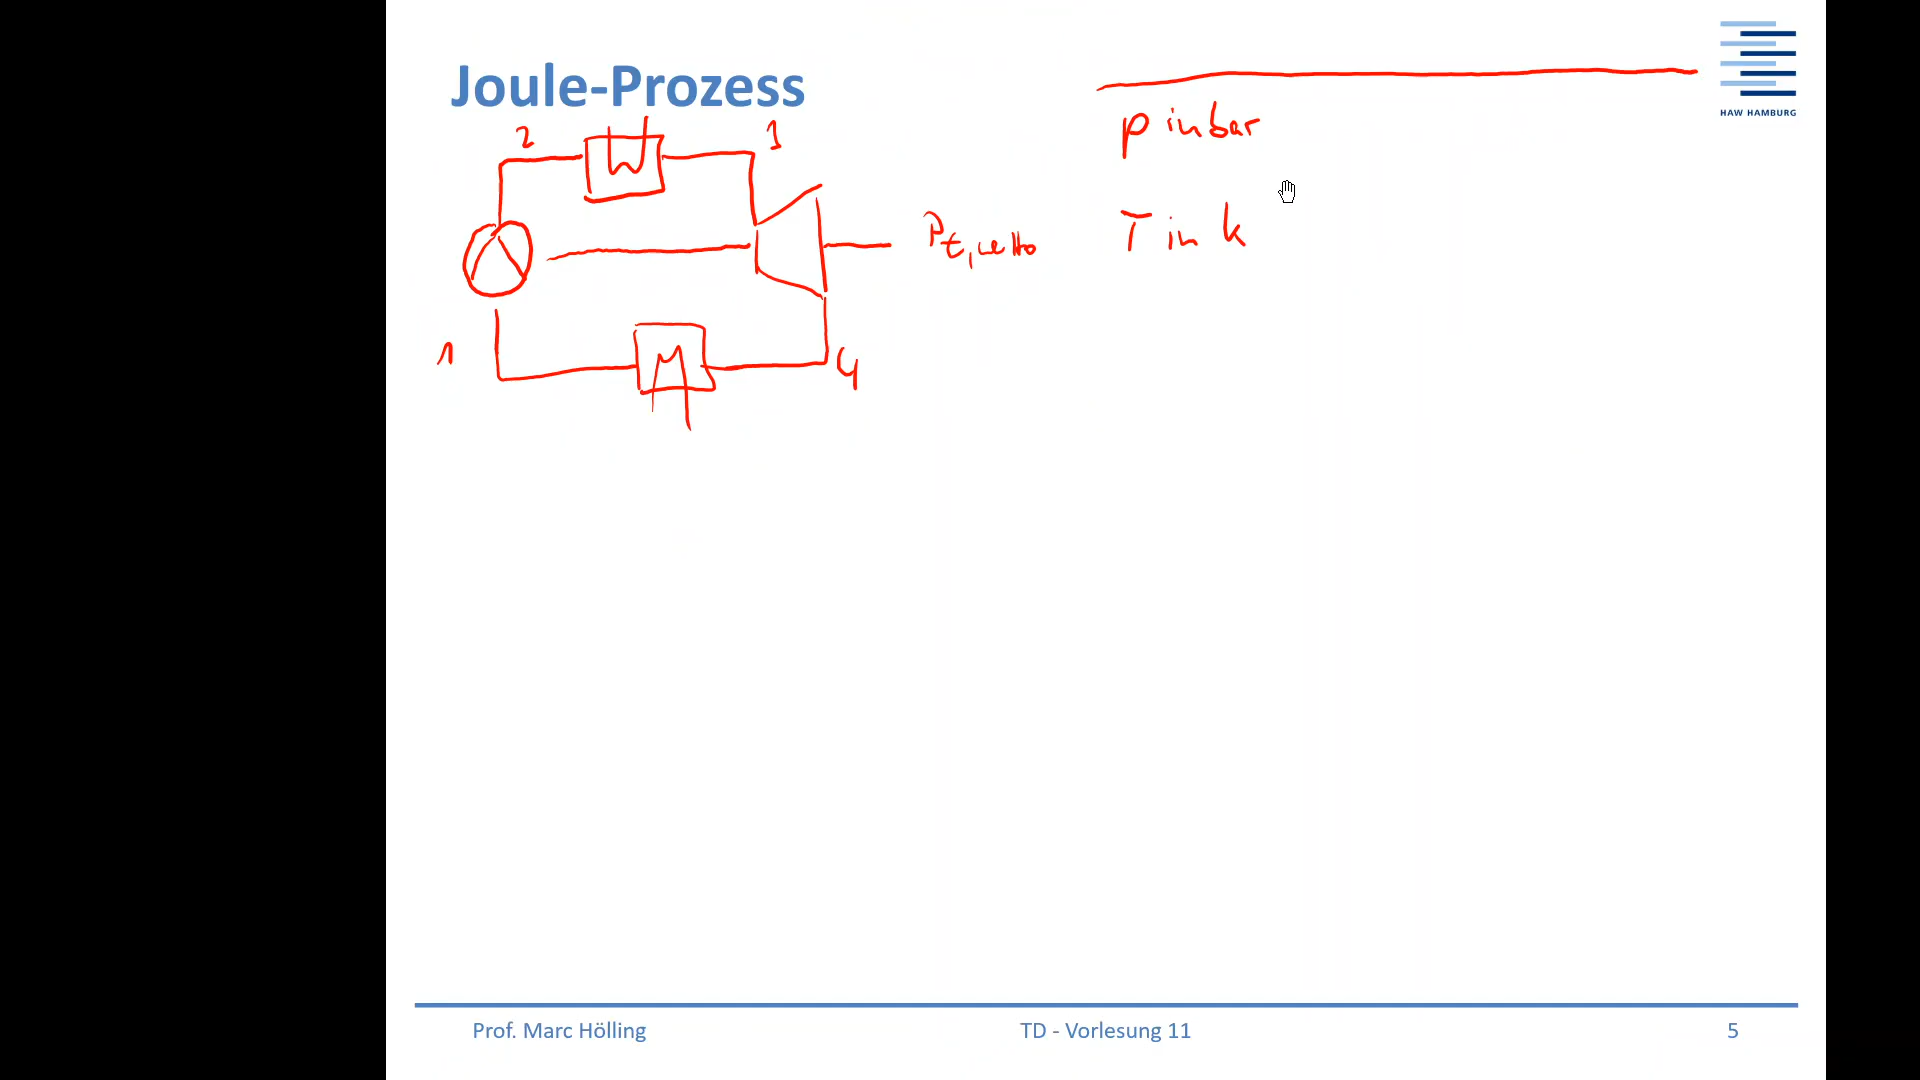 Joule-Prozess
HAW HAMBURG
p in bar
2
3
T in K
Pt, netto
1
4
Prof. Marc Hölling
TD - Vorlesung 11
5